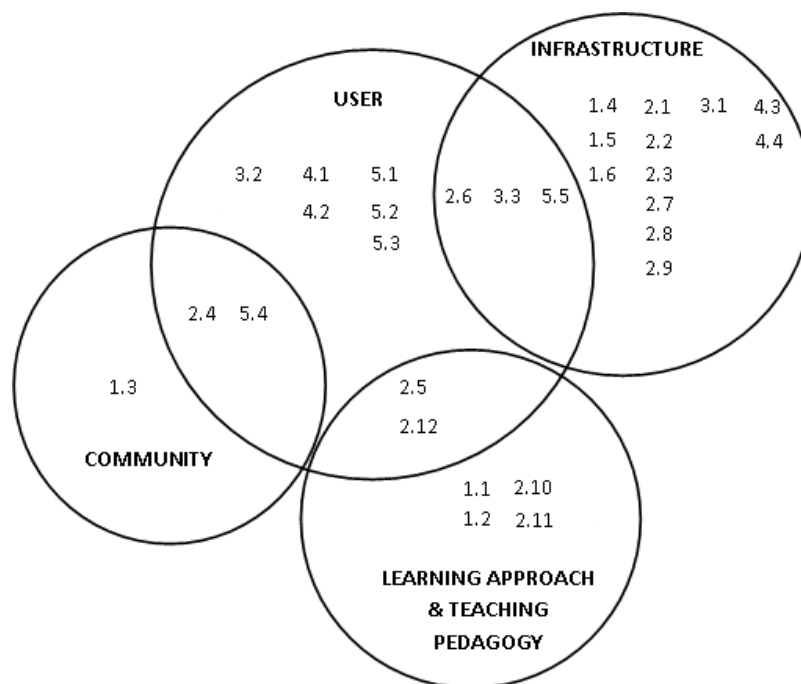 INFRASTRUCTURE
USER
1.4 2.1 3.1 4.3
1.5 2.2 4.4
1.6 2.3
2.7
2.8
2.9
3.2 4.1 5.1
4.2 5.2
5.3
2.6 3.3 5.5
2.4 5.4
1.3
COMMUNITY
2.5
2.12
1.1 2.10
1.2 2.11
LEARNING APPROACH
& TEACHING
PEDAGOGY